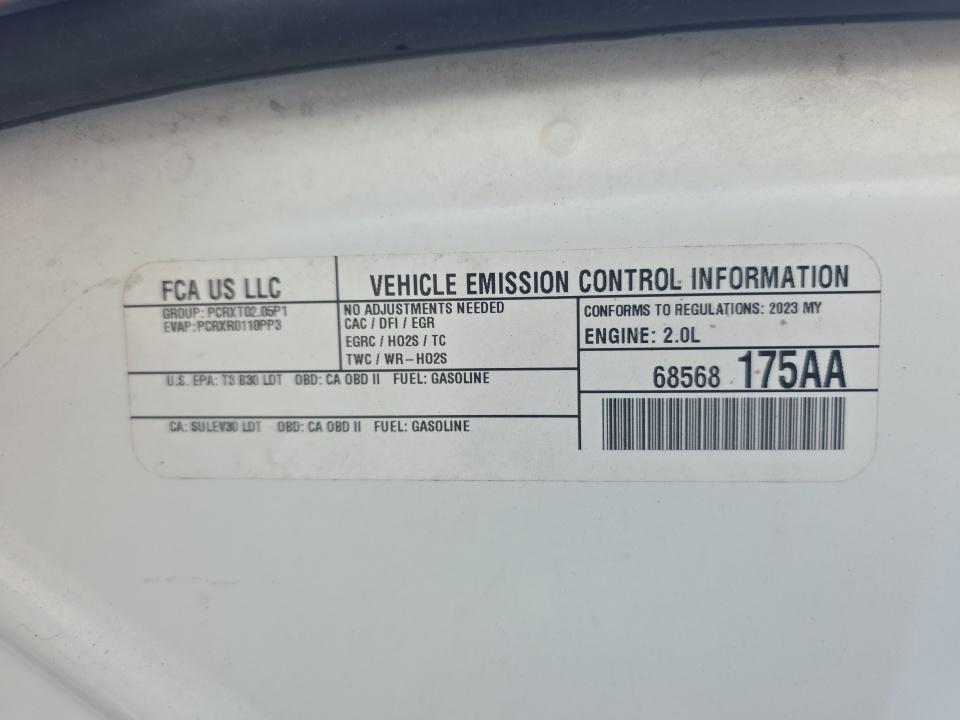 FCA US LLC
GROUP: PCRXT02.05P1
EVAP: PCRXR0110PP3
VEHICLE EMISSION CONTROL INFORMATION
NO ADJUSTMENTS NEEDED
CAC / DFI / EGR
EGRC / HO2S / TC
TWC / WR-HO2S
CONFORMS TO REGULATIONS: 2023 MY
ENGINE: 2.0L
68568 175AA
U.S. EPA: T3 B30 LDT OBD: CA OBD II FUEL: GASOLINE
CA: SULEV30 LDT OBD: CA OBD II FUEL: GASOLINE